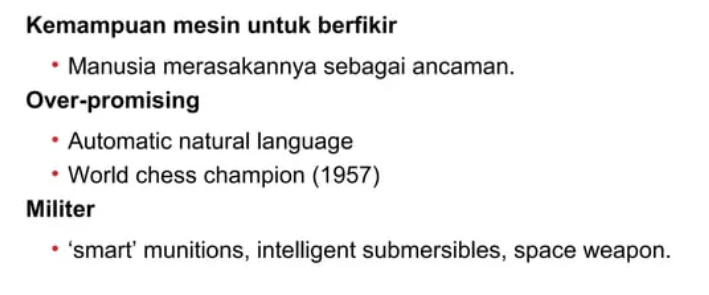 Kemampuan mesin untuk berfikir
• Manusia merasakannya sebagai ancaman.
Over-promising
• Automatic natural language
• World chess champion (1957)
Militer
• ‘smart’ munitions, intelligent submersibles, space weapon.